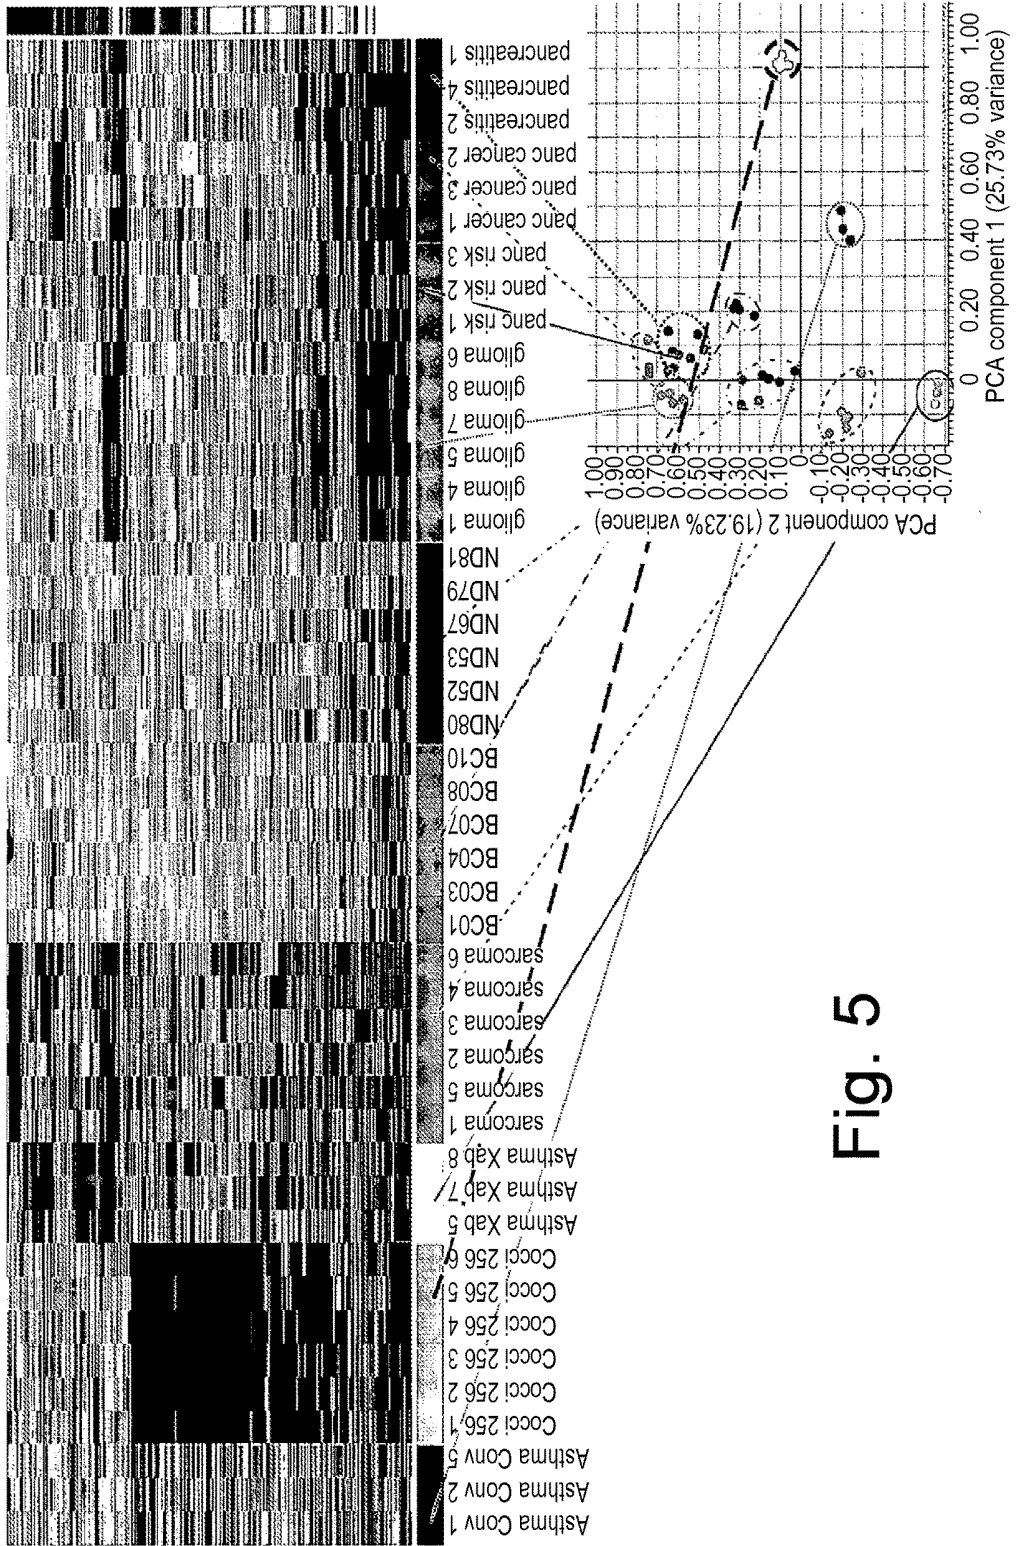 pancreatitis 1
pancreatitis 4
pancreatitis 2
panc cancer 2
panc cancer 3
panc cancer 1
panc risk 3
panc risk 2
panc risk 1
glioma 6
glioma 8
glioma 7
glioma 5
glioma 4
glioma 1
ND81
ND79
ND67
ND53
ND52
ND80
BC10
BC08
BC07
BC04
BC03
BC01
sarcoma 6
sarcoma 4
sarcoma 3
sarcoma 2
sarcoma 5
sarcoma 1
Asthma Xab 8
Asthma Xab 7
Asthma Xab 5
Cocci 256 6
Cocci 256 5
Cocci 256 4
Cocci 256 3
Cocci 256 2
Cocci 256 1
Asthma Conv 5
Asthma Conv 2
Asthma Conv 1
PCA component 2 (19.23% variance)
1.00
0.90
0.80
0.70
0.60
0.50
0.40
0.30
0.20
0.10
0
-0.10
-0.20
-0.30
-0.40
-0.50
-0.60
-0.70
0
0.20
0.40
0.60
0.80
1.00
PCA component 1 (25.73% variance)
Fig. 5